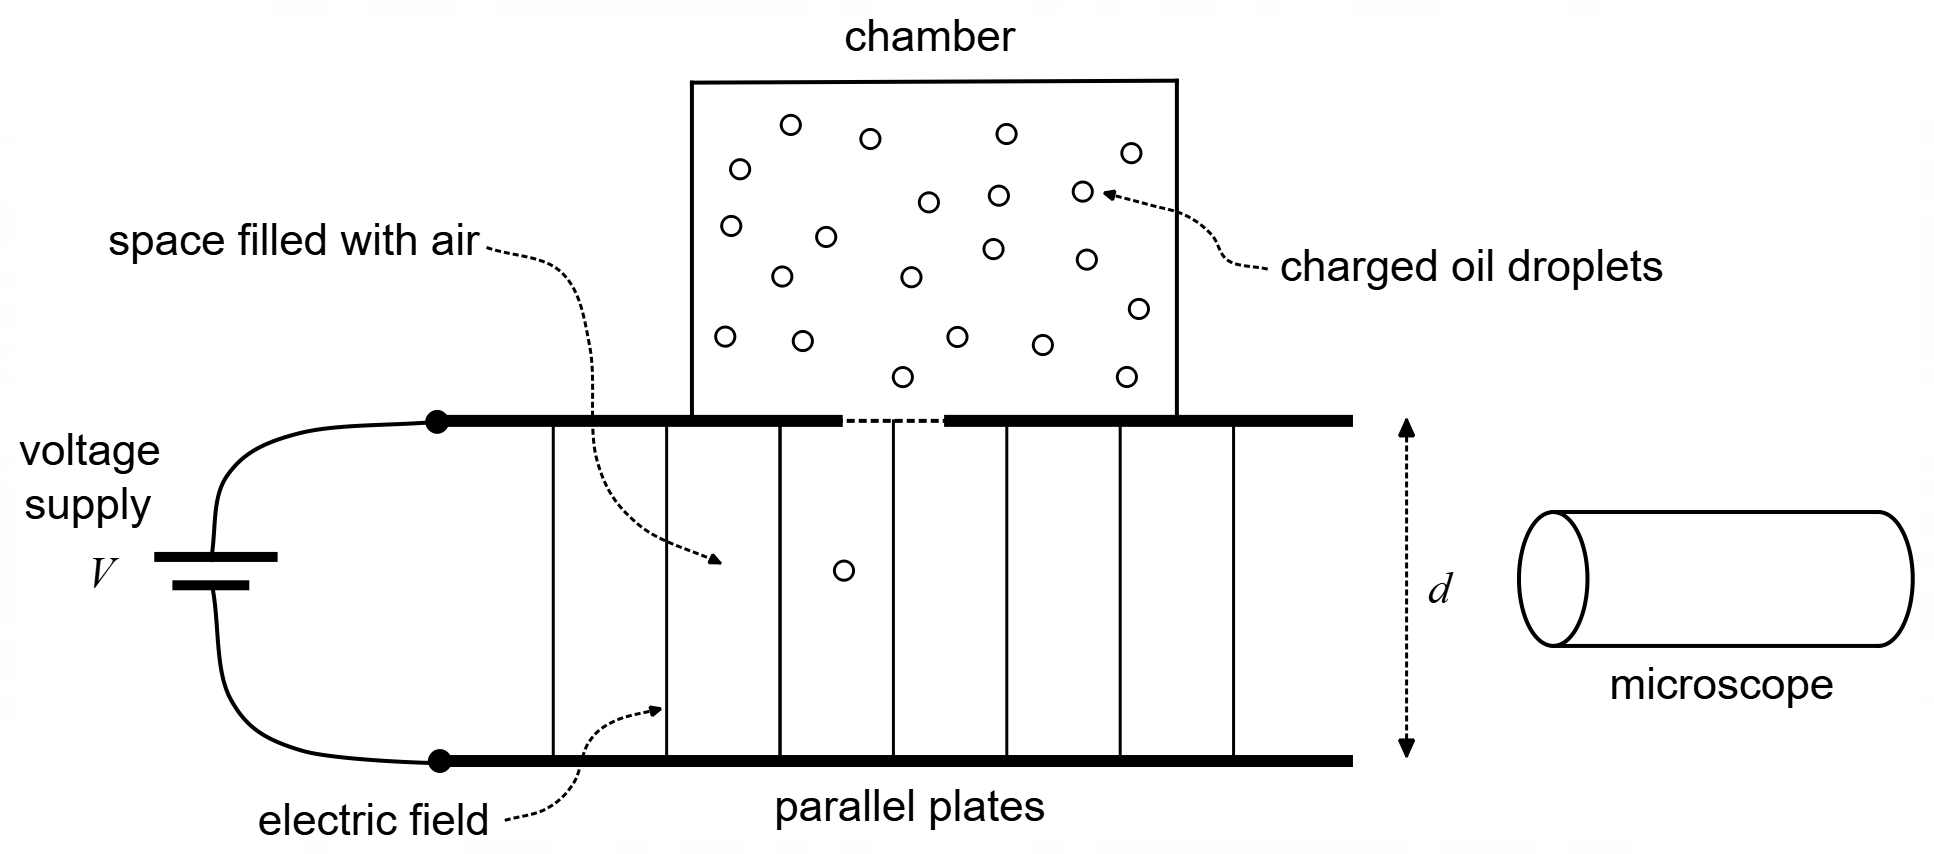 chamber
space filled with air
charged oil droplets
voltage
supply
V
d
microscope
electric field
parallel plates